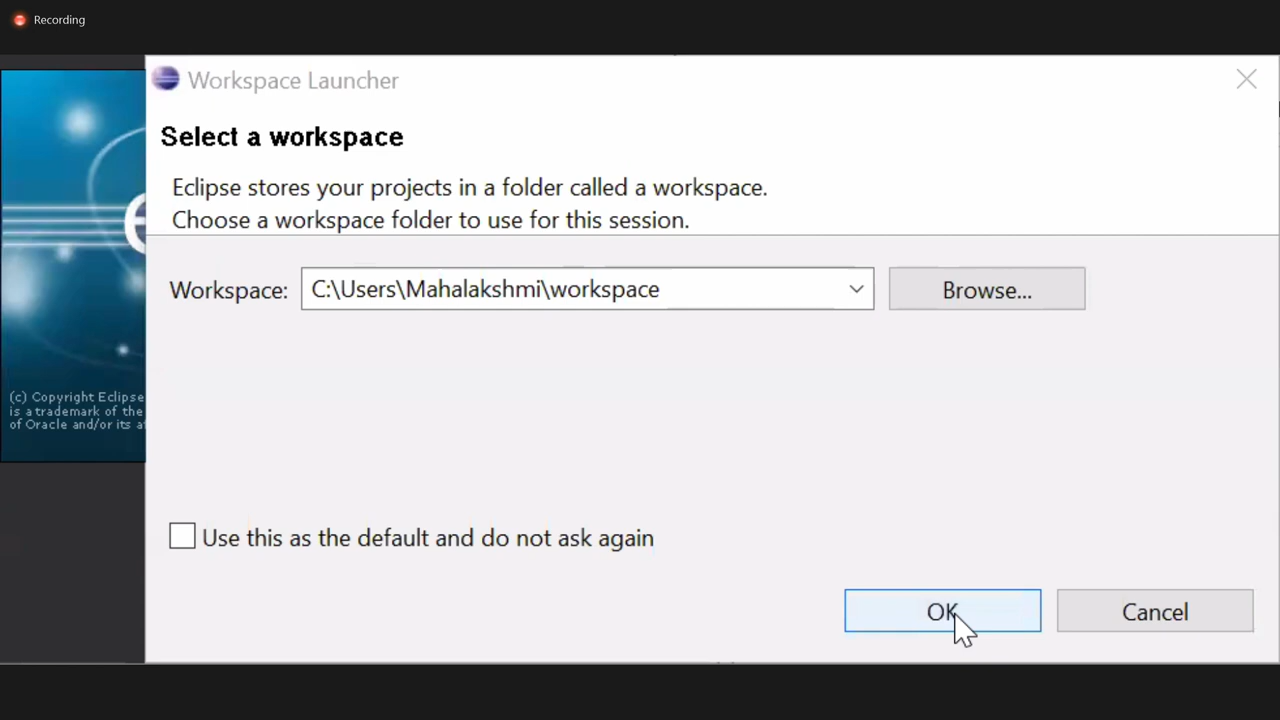 Recording
Workspace Launcher
Select a workspace
Eclipse stores your projects in a folder called a workspace.
Choose a workspace folder to use for this session.
Workspace: C:\Users\Mahalakshmi\workspace Browse...
(c) Copyright Eclipse
is a trademark of the
of Oracle and/or its
Use this as the default and do not ask again
OK Cancel